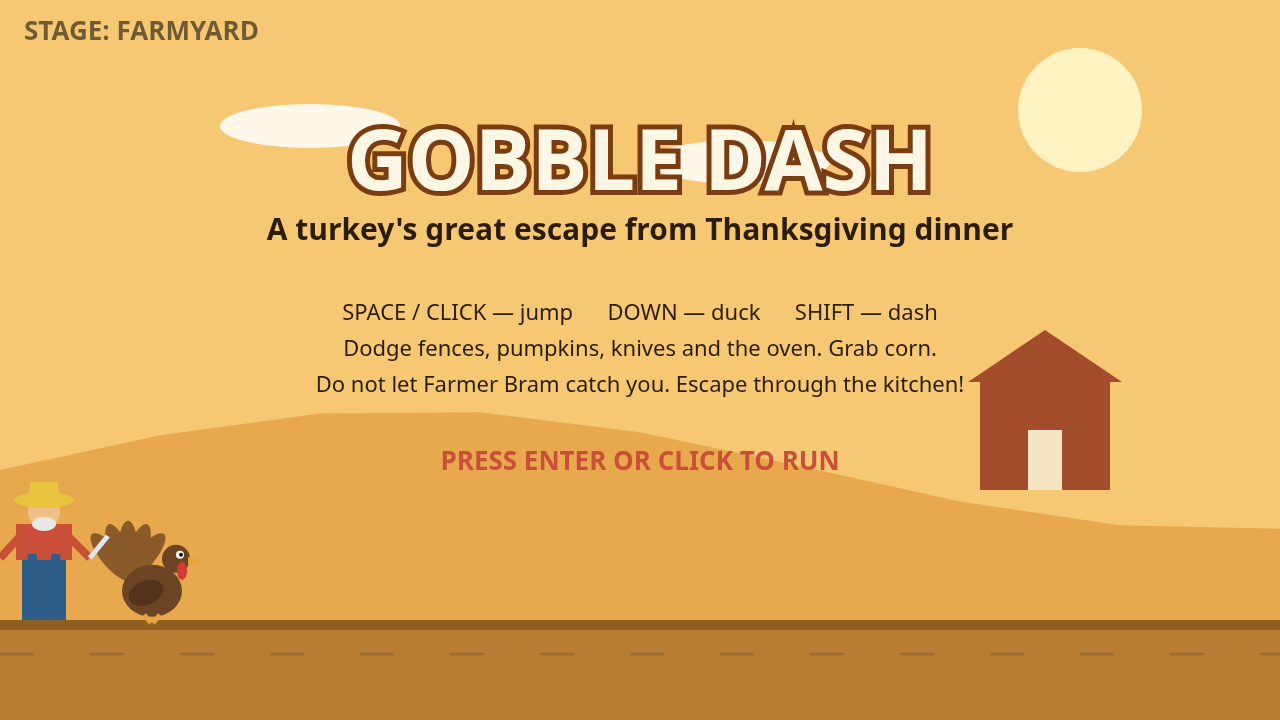 STAGE: FARMYARD
GOBBLE DASH
A turkey's great escape from Thanksgiving dinner
SPACE / CLICK — jump DOWN — duck SHIFT — dash
Dodge fences, pumpkins, knives and the oven. Grab corn.
Do not let Farmer Bram catch you. Escape through the kitchen!
PRESS ENTER OR CLICK TO RUN